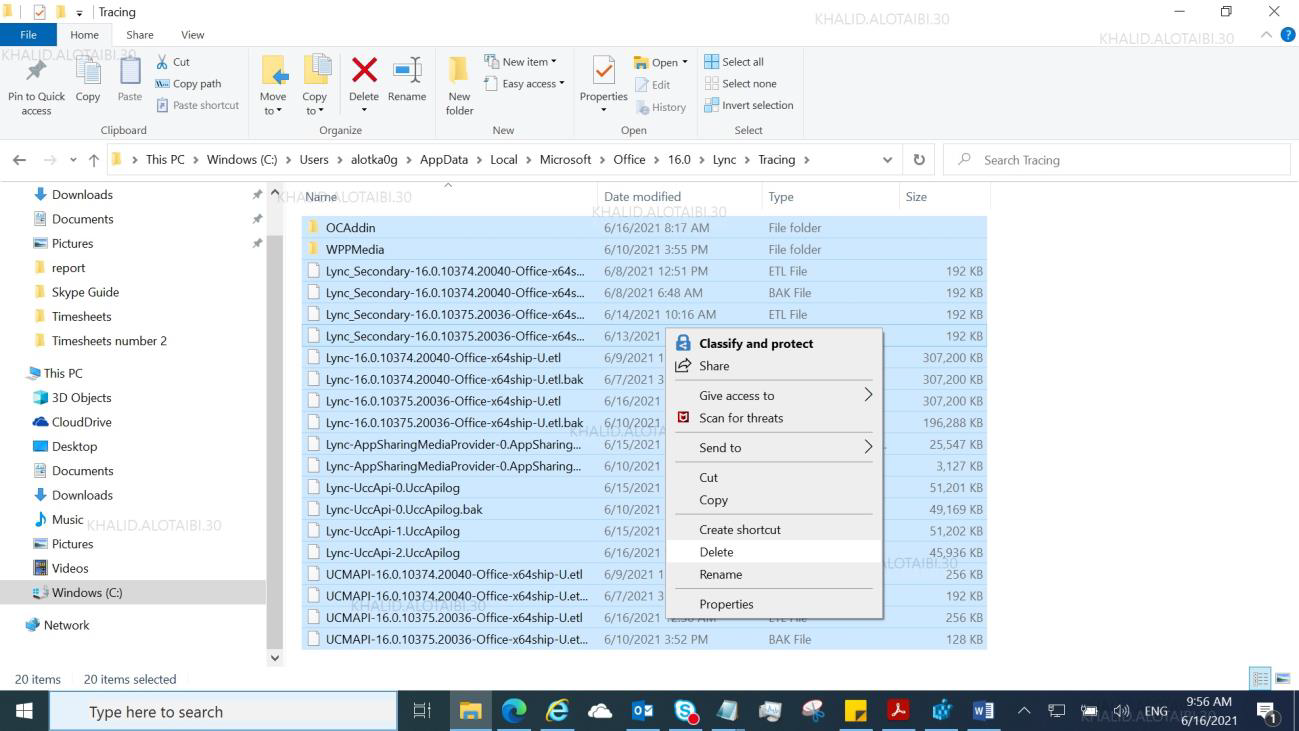 Tracing
KHALID.ALOTAIBI.30
File Home Share View
KHALID.ALOTAIBI.30
KHALID.ALOTAIBI.30
Pin to Quick access
Copy
Paste
Cut
Copy path
Paste shortcut
Clipboard
Move to
Copy to
Delete
Rename
Organize
New folder
New item
Easy access
New
Properties
Open
Edit
History
Open
Select all
Select none
Invert selection
Select
This PC > Windows (C:) > Users > alotka0g > AppData > Local > Microsoft > Office > 16.0 > Lync > Tracing >
Search Tracing
Downloads
Documents
Pictures
report
Skype Guide
Timesheets
Timesheets number 2
This PC
3D Objects
CloudDrive
Desktop
Documents
Downloads
Music
KHALID.ALOTAIBI.30
Pictures
Videos
Windows (C:)
Network
KHALID.ALOTAIBI.30
Name Date modified Type Size
KHALID.ALOTAIBI.30
OCAddin 6/16/2021 8:17 AM File folder
WPPMedia 6/10/2021 3:55 PM File folder
Lync_Secondary-16.0.10374.20040-Office-x64s... 6/8/2021 12:51 PM ETL File 192 KB
Lync_Secondary-16.0.10374.20040-Office-x64s... 6/8/2021 6:48 AM BAK File 192 KB
Lync_Secondary-16.0.10375.20036-Office-x64s... 6/14/2021 10:16 AM ETL File 192 KB
Lync_Secondary-16.0.10375.20036-Office-x64s... 6/13/2021 192 KB
Lync-16.0.10374.20040-Office-x64ship-U.etl 6/9/2021 1 307,200 KB
Lync-16.0.10374.20040-Office-x64ship-U.etl.bak 6/7/2021 3 307,200 KB
Lync-16.0.10375.20036-Office-x64ship-U.etl 6/16/2021 307,200 KB
Lync-16.0.10375.20036-Office-x64ship-U.etl.bak 6/10/2021 196,288 KB
KHALID.ALOTA
Lync-AppSharingMediaProvider-0.AppSharing... 6/15/2021 25,547 KB
Lync-AppSharingMediaProvider-0.AppSharing... 6/10/2021 3,127 KB
Lync-UccApi-0.UccApilog 6/15/2021 51,201 KB
Lync-UccApi-0.UccApilog.bak 6/10/2021 49,169 KB
Lync-UccApi-1.UccApilog 6/15/2021 51,202 KB
Lync-UccApi-2.UccApilog 6/16/2021 45,936 KB
ALOTAIBI.30
UCMAPI-16.0.10374.20040-Office-x64ship-U.etl 6/9/2021 1 256 KB
UCMAPI-16.0.10374.20040-Office-x64ship-U.et... 6/7/2021 3 192 KB
KHALID.ALOTAIBI.30
UCMAPI-16.0.10375.20036-Office-x64ship-U.etl 6/16/2021 256 KB
UCMAPI-16.0.10375.20036-Office-x64ship-U.et... 6/10/2021 3:52 PM BAK File 128 KB
Classify and protect
Share
Give access to
Scan for threats
Send to
Cut
Copy
Create shortcut
Delete
Rename
Properties
20 items 20 items selected
Type here to search
ENG
9:56 AM
6/16/2021
1
KHALID.ALOTAIBI.30